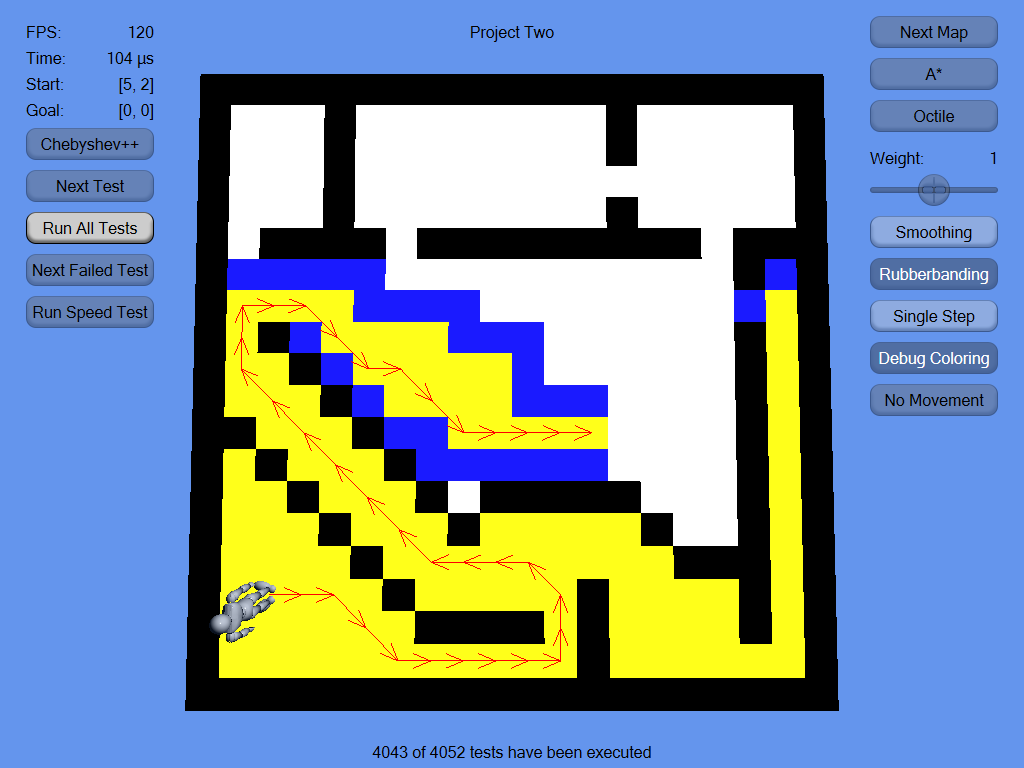 FPS: 120
Time: 104 µs
Start: [5, 2]
Goal: [0, 0]
Chebyshev++
Next Test
Run All Tests
Next Failed Test
Run Speed Test
Project Two
Next Map
A*
Octile
Weight: 1
Smoothing
Rubberbanding
Single Step
Debug Coloring
No Movement
4043 of 4052 tests have been executed